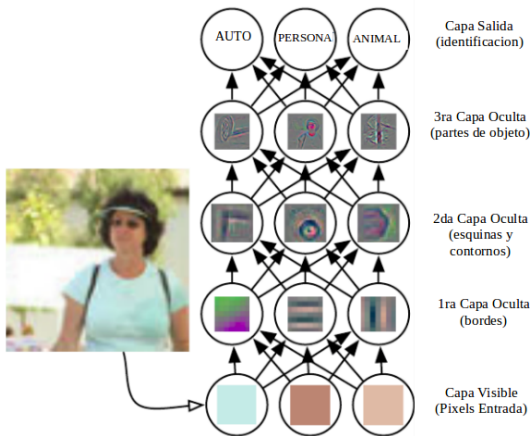 AUTO
PERSONA
ANIMAL
Capa Salida
(identificacion)
3ra Capa Oculta
(partes de objeto)
2da Capa Oculta
(esquinas y
contornos)
1ra Capa Oculta
(bordes)
Capa Visible
(Pixels Entrada)